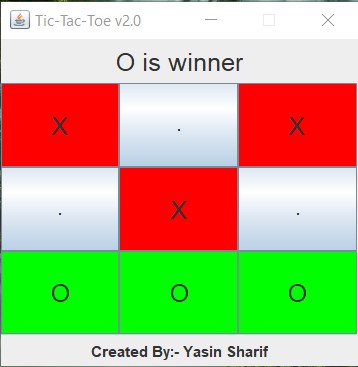 Tic-Tac-Toe v2.0
O is winner
X . X
. X .
O O O
Created By:- Yasin Sharif